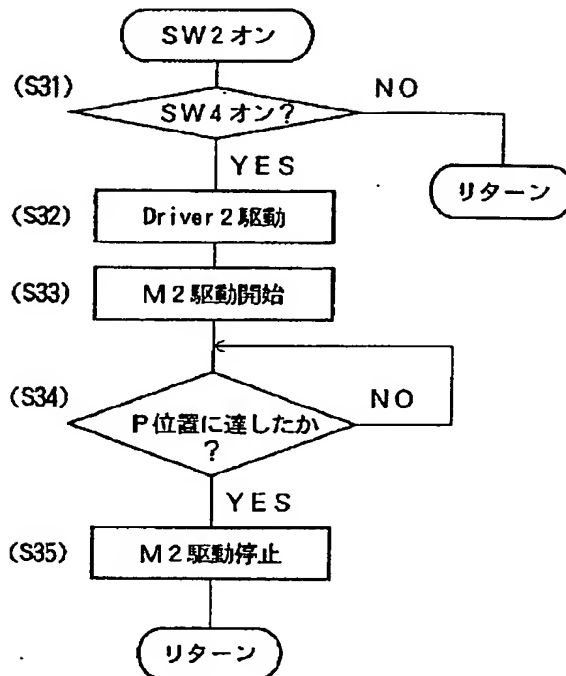 SW2オン
(S31)
SW4オン?
NO
YES
リターン
(S32)
Driver2駆動
(S33)
M2駆動開始
(S34)
P位置に達したか
?
NO
YES
(S35)
M2駆動停止
リターン